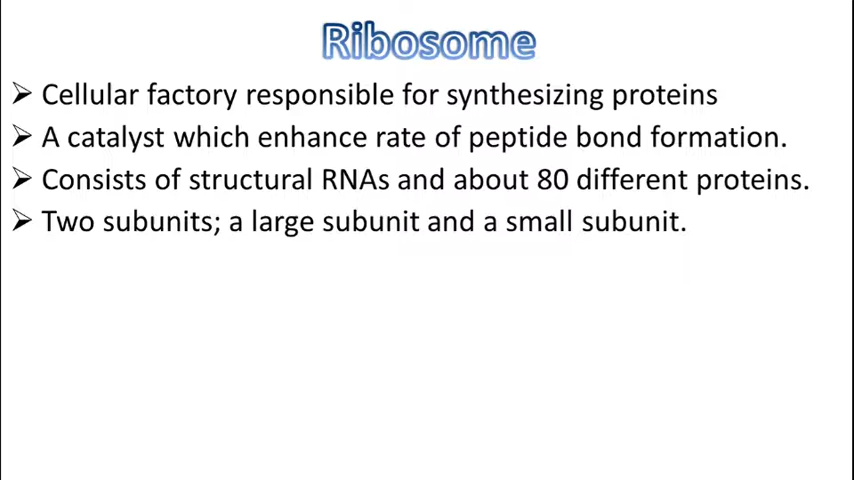 Ribosome
➢ Cellular factory responsible for synthesizing proteins
➢ A catalyst which enhance rate of peptide bond formation.
➢ Consists of structural RNAs and about 80 different proteins.
➢ Two subunits; a large subunit and a small subunit.